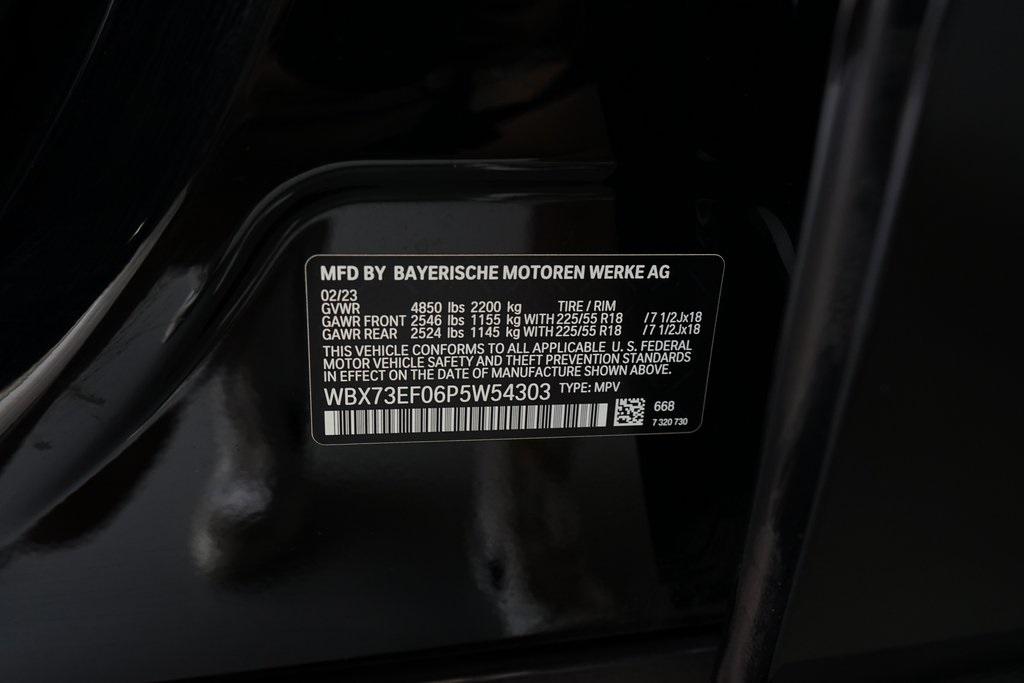 MFD BY BAYERISCHE MOTOREN WERKE AG
02/23
GVWR 4850 lbs 2200 kg TIRE / RIM
GAWR FRONT 2546 lbs 1155 kg WITH 225/55 R18 / 7 1/2Jx18
GAWR REAR 2524 lbs 1145 kg WITH 225/55 R18 / 7 1/2Jx18
THIS VEHICLE CONFORMS TO ALL APPLICABLE U. S. FEDERAL
MOTOR VEHICLE SAFETY AND THEFT PREVENTION STANDARDS
IN EFFECT ON THE DATE OF MANUFACTURE SHOWN ABOVE.
WBX73EF06P5W54303 TYPE: MPV
668
7 320 730